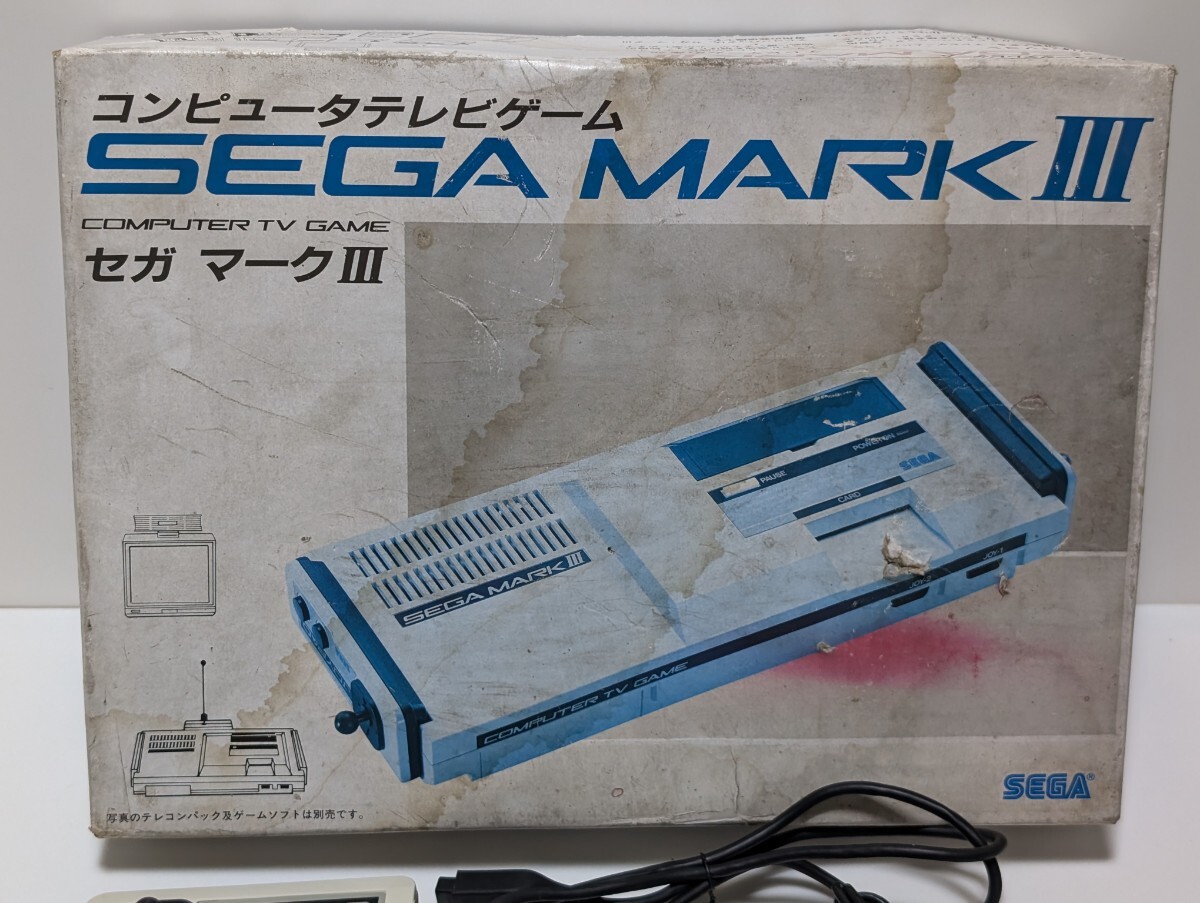 コンピュータテレビゲーム
SEGA MARK III
COMPUTER TV GAME
セガ マークIII
PAUSE
POWER ON
SEGA
CARD
SEGA MARK III
JOY-1
JOY-2
COMPUTER TV GAME
SEGA®
写真のテレコンパック及ゲームソフトは別売です。